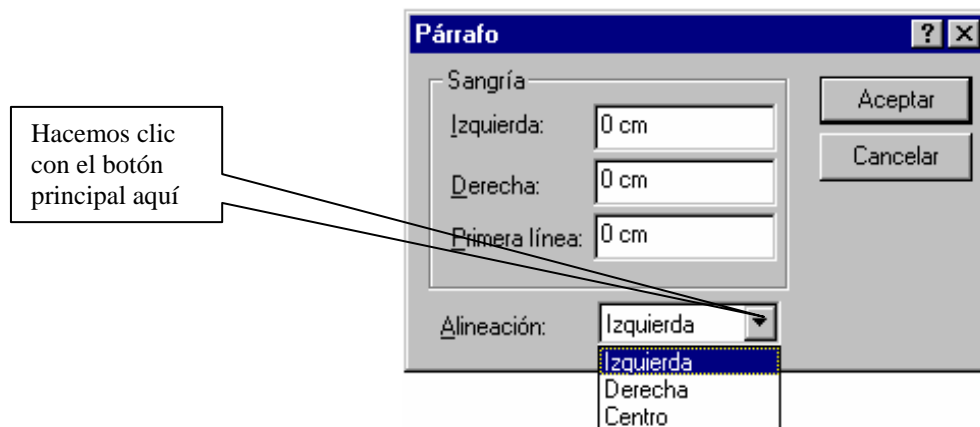 Párrafo
Sangría
Izquierda: 0 cm
Derecha: 0 cm
Primera línea: 0 cm
Aceptar
Cancelar
Hacemos clic
con el botón
principal aquí
Alineación: Izquierda
Izquierda
Derecha
Centro